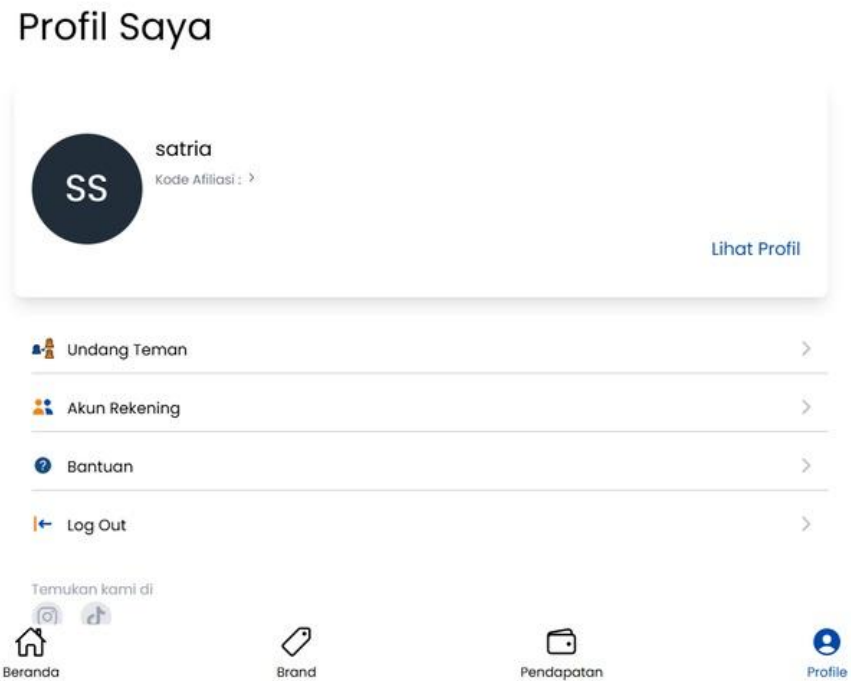 Profil Saya
SS
satria
Kode Afiliasi : >
Lihat Profil
Undang Teman
Akun Rekening
?
Bantuan
Log Out
Temukan kami di
Beranda
Brand
Pendapatan
Profile